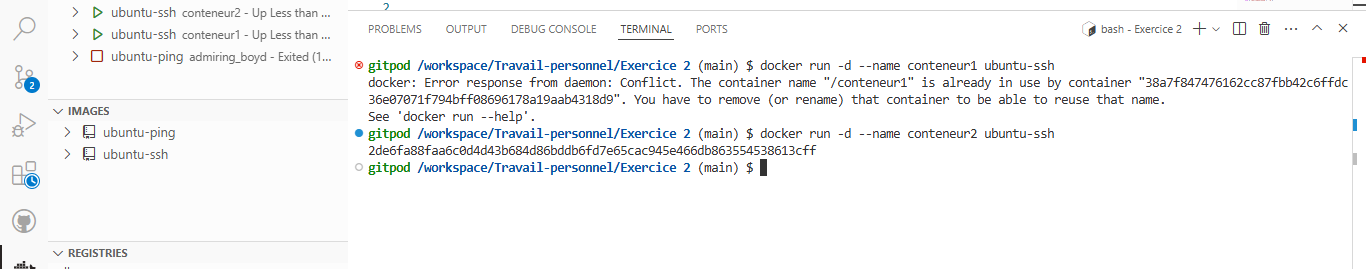 ubuntu-ssh conteneur2 - Up Less than ...
ubuntu-ssh conteneur1 - Up Less than ...
ubuntu-ping admiring_boyd - Exited (1...
2
IMAGES
ubuntu-ping
ubuntu-ssh
REGISTRIES
2
PROBLEMS OUTPUT DEBUG CONSOLE TERMINAL PORTS
bash - Exercice 2
gitpod /workspace/Travail-personnel/Exercice 2 (main) $ docker run -d --name conteneur1 ubuntu-ssh
docker: Error response from daemon: Conflict. The container name "/conteneur1" is already in use by container "38a7f847476162cc87fbb42c6ffdc
36e07071f794bff08696178a19aab4318d9". You have to remove (or rename) that container to be able to reuse that name.
See 'docker run --help'.
gitpod /workspace/Travail-personnel/Exercice 2 (main) $ docker run -d --name conteneur2 ubuntu-ssh
2de6fa88faa6c0d4d43b684d86bddb6fd7e65cac945e466db863554538613cff
gitpod /workspace/Travail-personnel/Exercice 2 (main) $